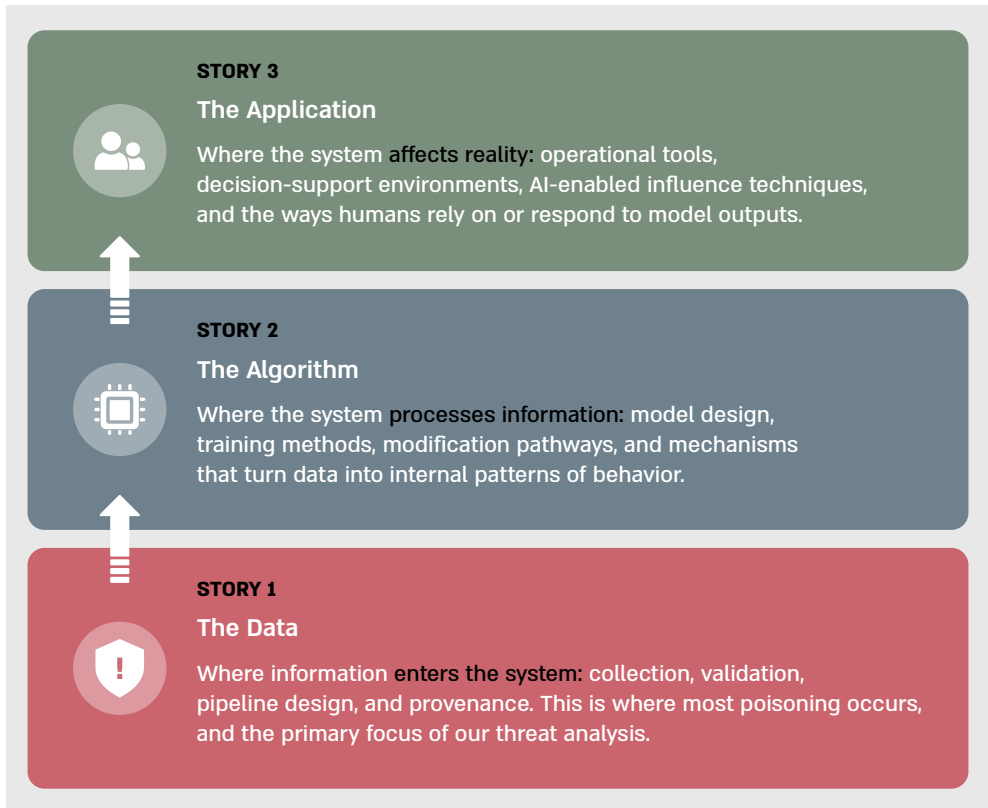 STORY 3
The Application
Where the system affects reality: operational tools,
decision-support environments, AI-enabled influence techniques,
and the ways humans rely on or respond to model outputs.
STORY 2
The Algorithm
Where the system processes information: model design,
training methods, modification pathways, and mechanisms
that turn data into internal patterns of behavior.
STORY 1
The Data
Where information enters the system: collection, validation,
pipeline design, and provenance. This is where most poisoning occurs,
and the primary focus of our threat analysis.